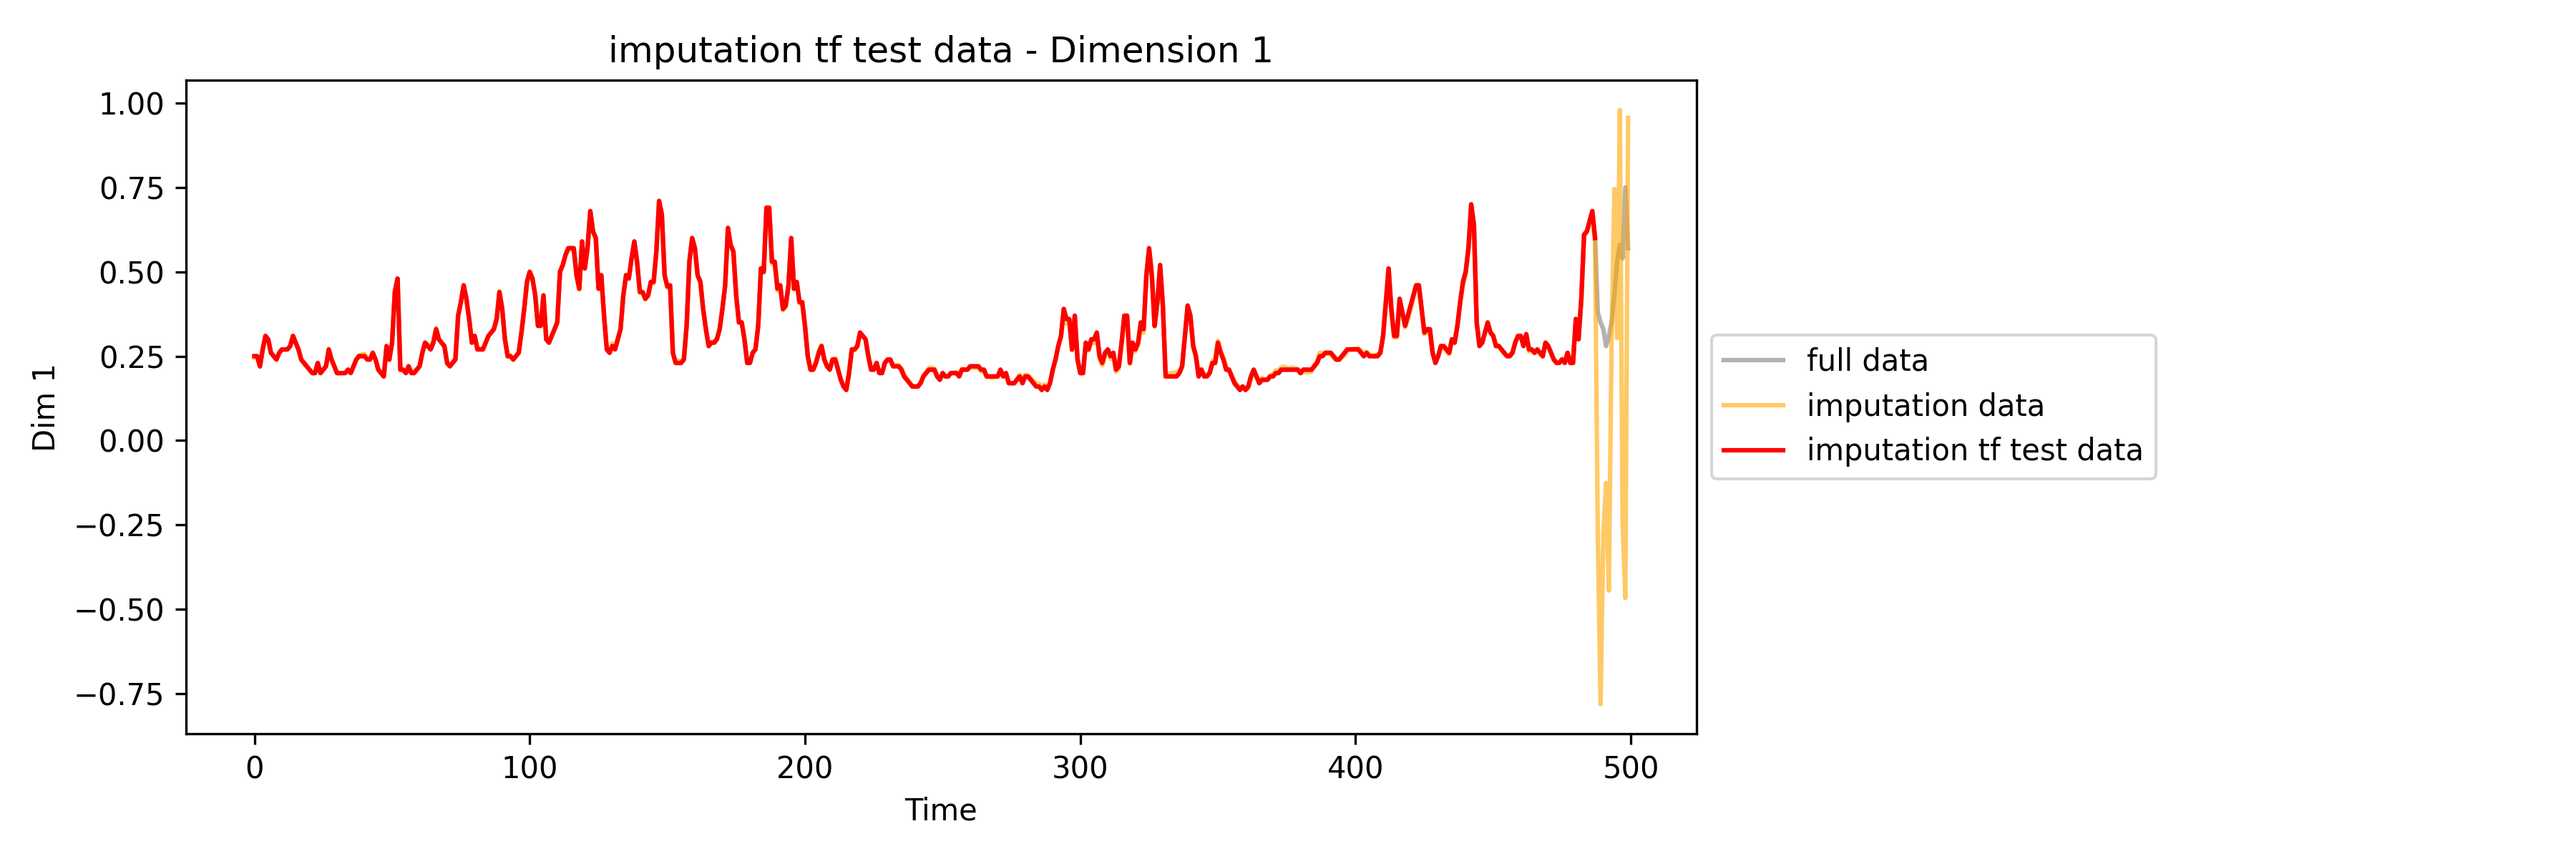 imputation tf test data - Dimension 1
1.00
0.75
0.50
0.25
0.00
−0.25
−0.50
−0.75
Dim 1
0 100 200 300 400 500
Time
full data
imputation data
imputation tf test data